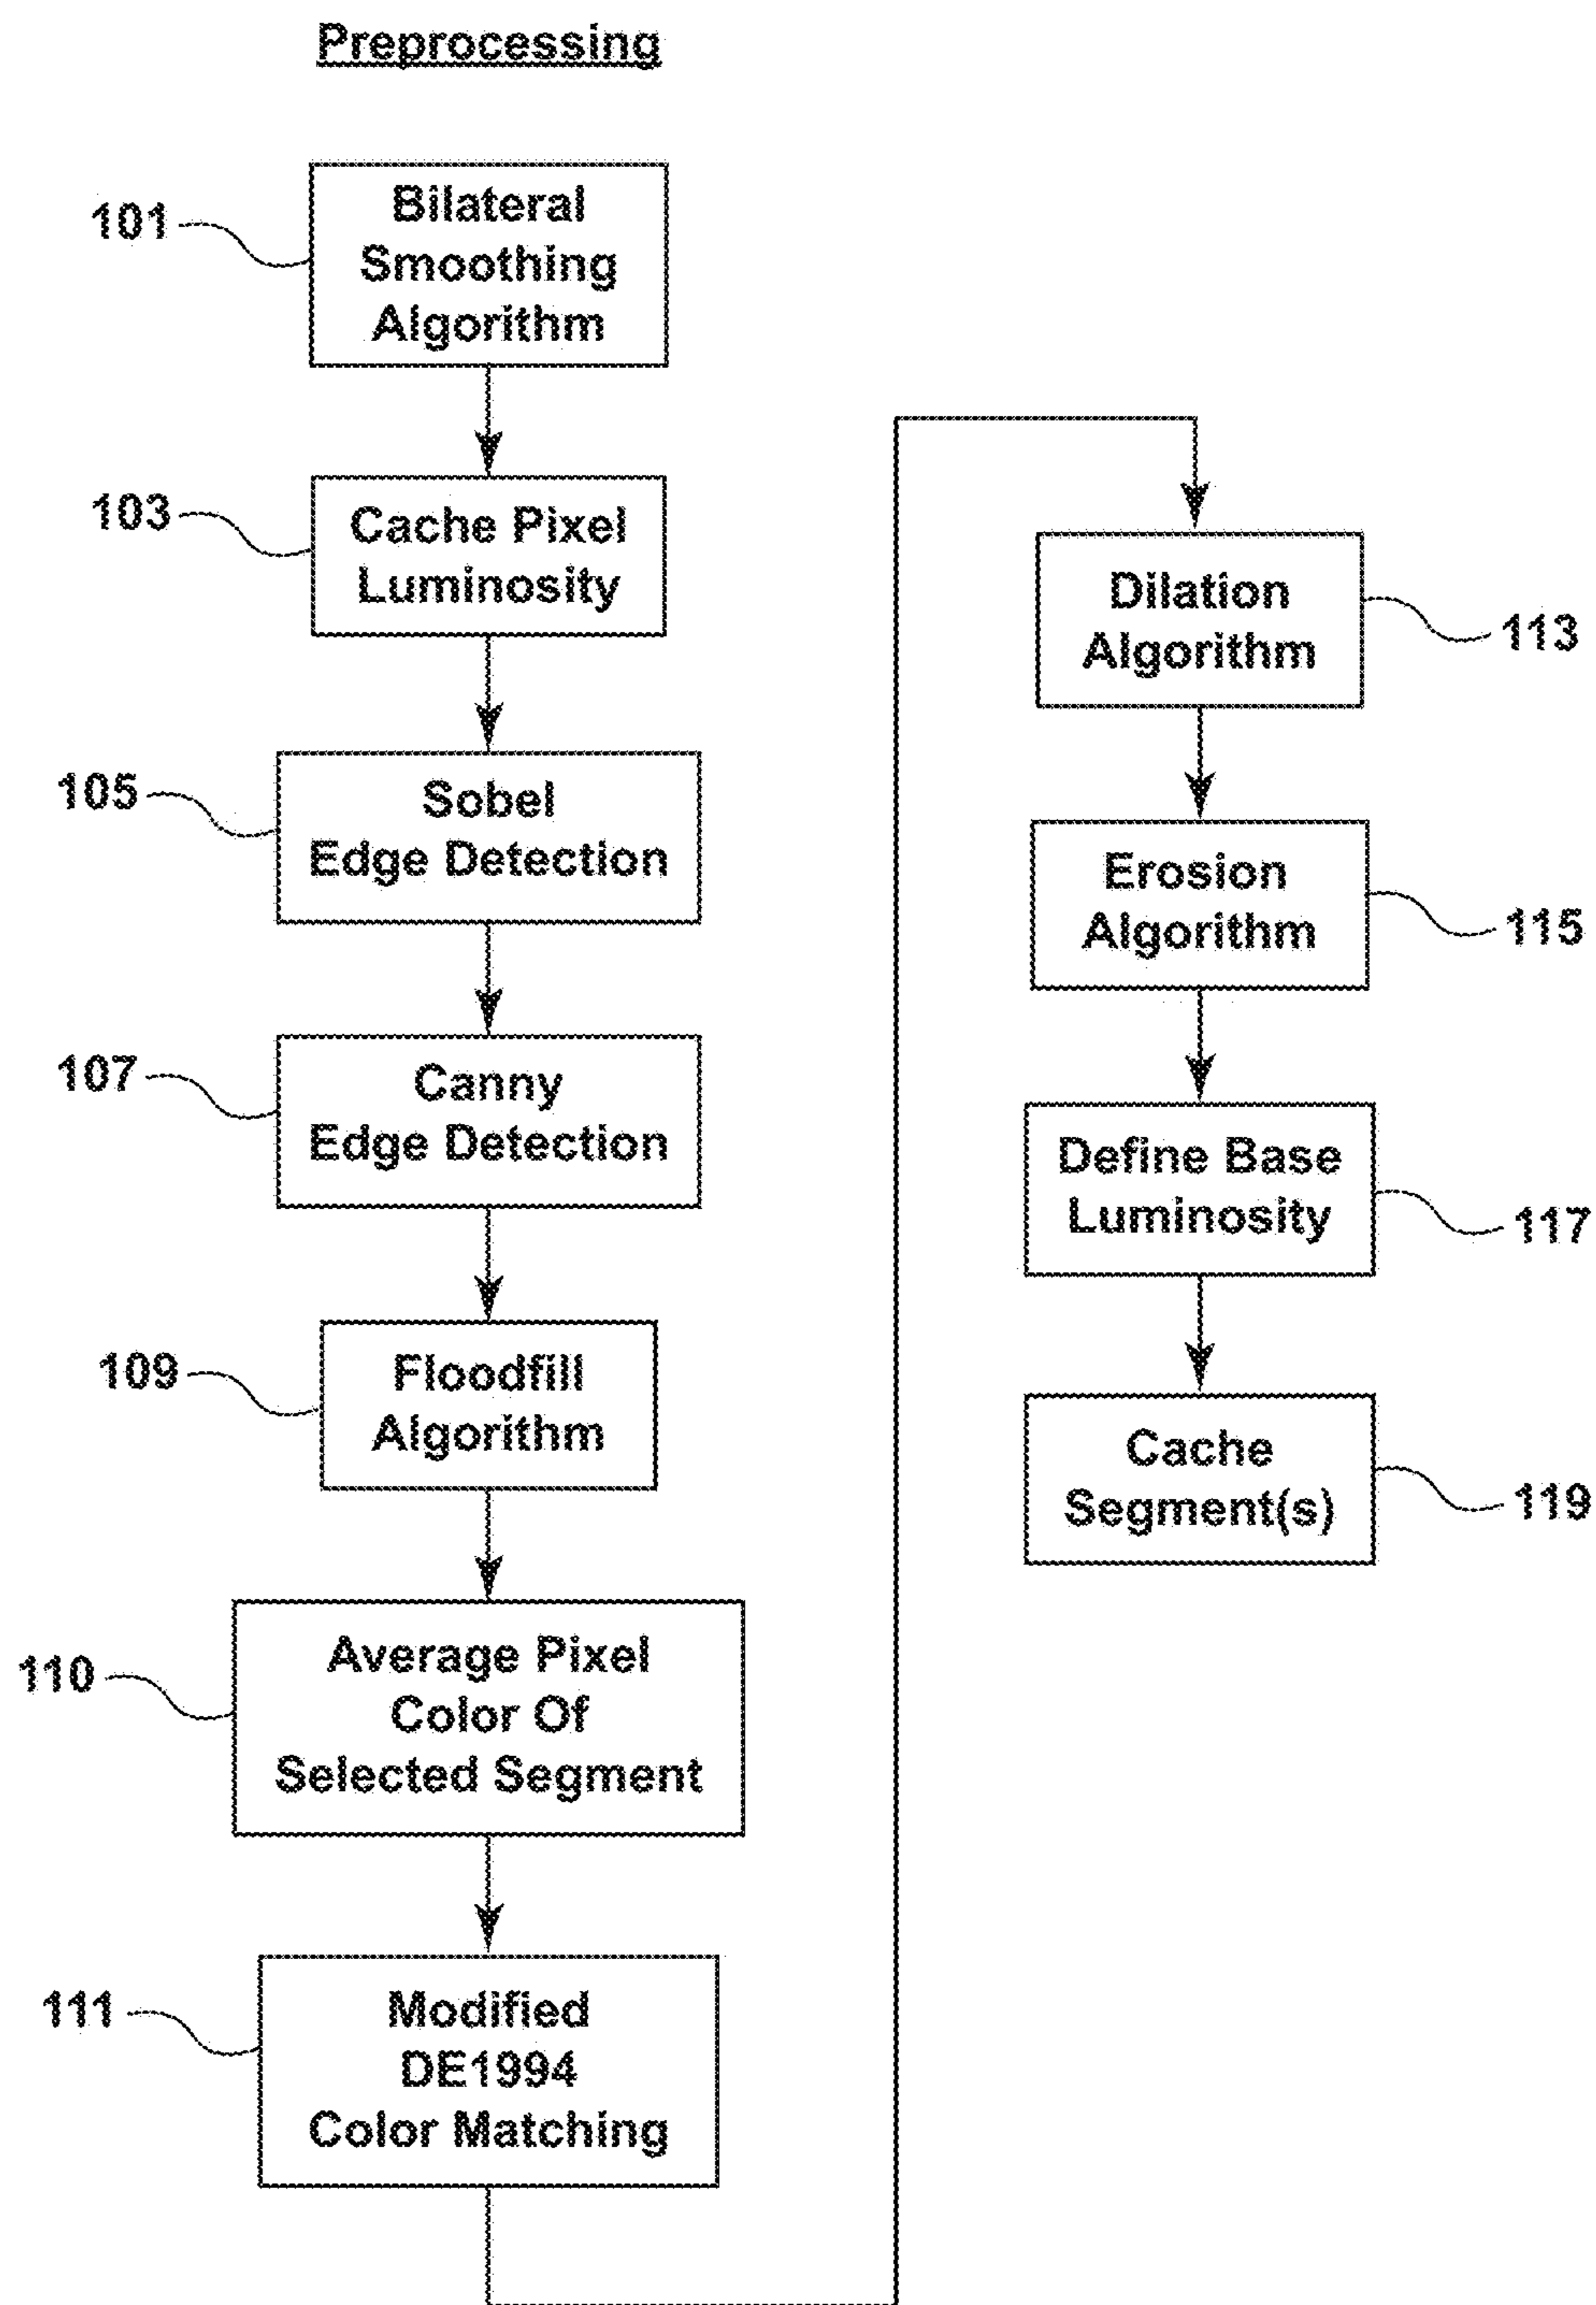 Preprocessing
101
Bilateral
Smoothing
Algorithm
103
Cache Pixel
Luminosity
105
Sobel
Edge Detection
107
Canny
Edge Detection
109
Floodfill
Algorithm
110
Average Pixel
Color Of
Selected Segment
111
Modified
DE1994
Color Matching
Dilation
Algorithm
113
Erosion
Algorithm
115
Define Base
Luminosity
117
Cache
Segment(s)
119